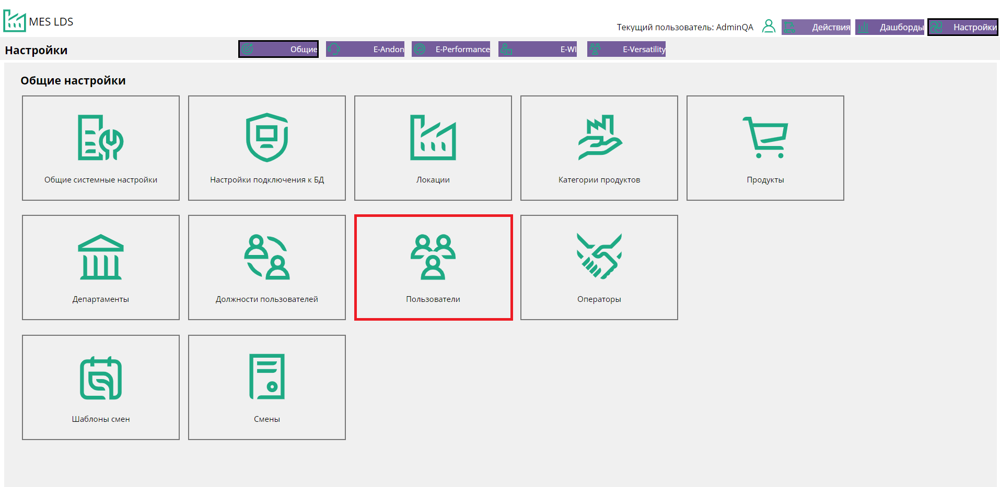 MES LDS
Текущий пользователь: AdminQA
Действия
Дашборды
Настройки
Настройки
Общие
E-Andon
E-Performance
E-WI
E-Versatility
Общие настройки
Общие системные настройки
Настройки подключения к БД
Локации
Категории продуктов
Продукты
Департаменты
Должности пользователей
Пользователи
Операторы
Шаблоны смен
Смены